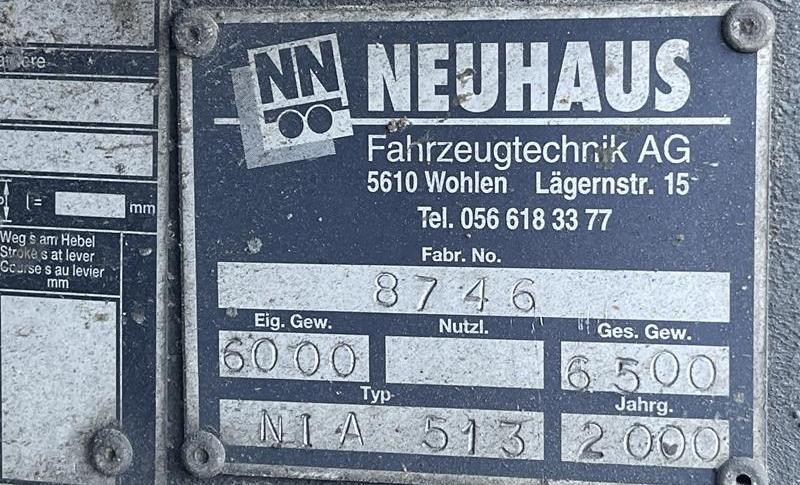 NN NEUHAUS
Fahrzeugtechnik AG
5610 Wohlen Lägernstr. 15
Tel. 056 618 33 77
Fabr. No.
8746
Eig. Gew. Nutzl. Ges. Gew.
6000 6500
Typ Jahrg.
NIA 513 2000
l = mm
Weg s am Hebel
Stroke s at lever
Course s au levier
mm